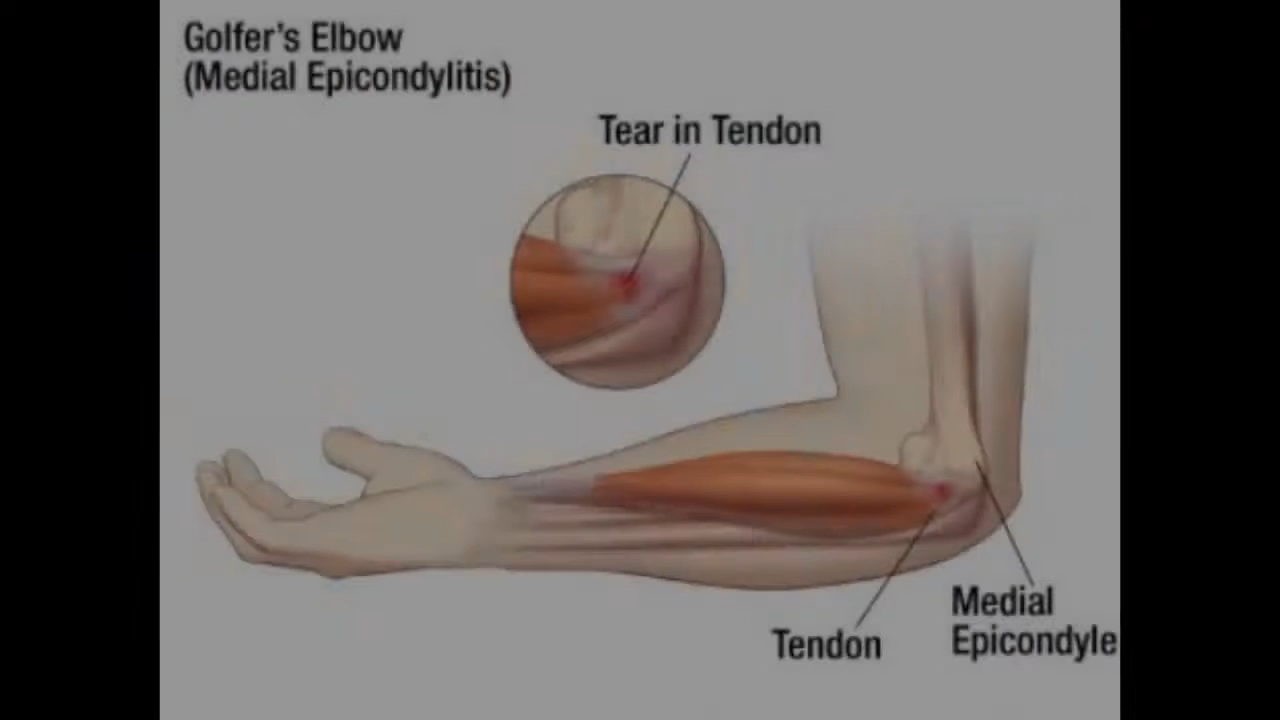 Golfer's Elbow
(Medial Epicondylitis)
Tear in Tendon
Medial
Epicondyle
Tendon